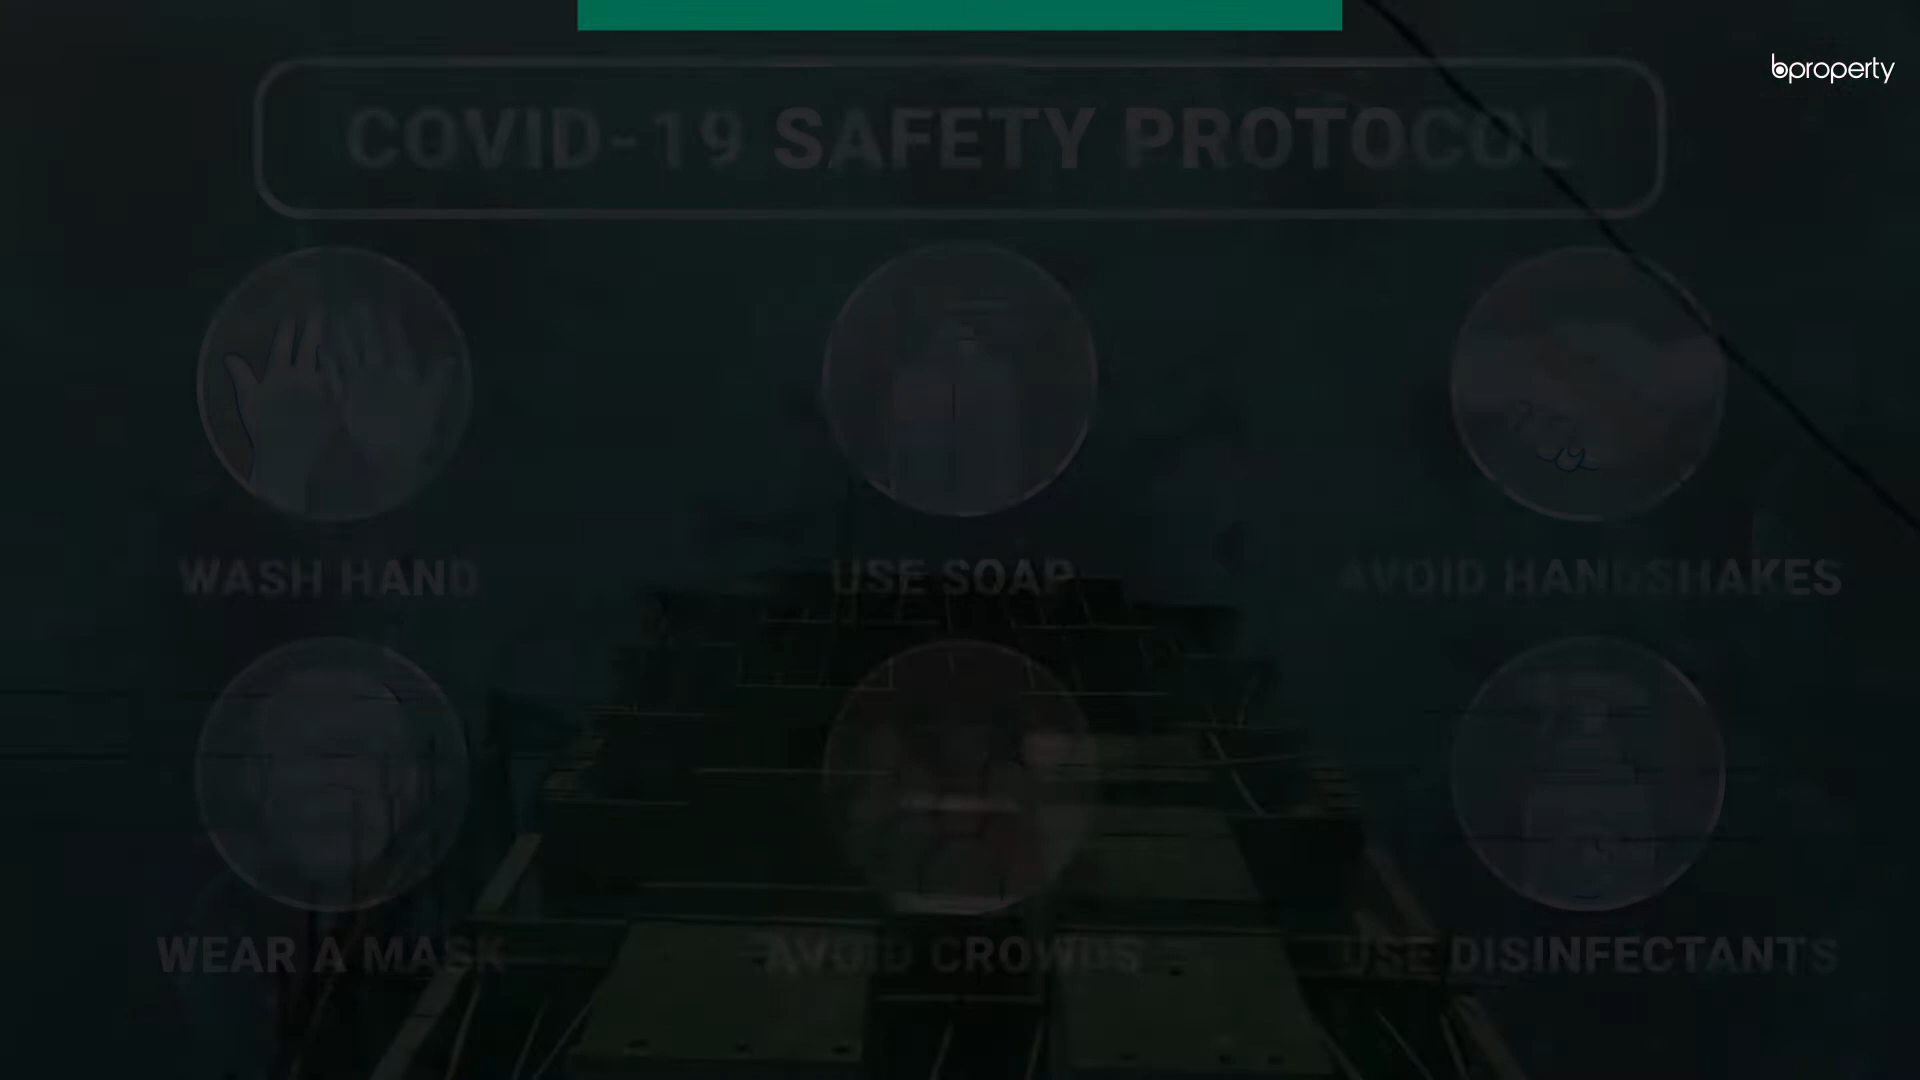 bproperty
COVID-19 SAFETY PROTOCOL
WASH HAND
USE SOAP
AVOID HANDSHAKES
WEAR A MASK
AVOID CROWDS
USE DISINFECTANTS